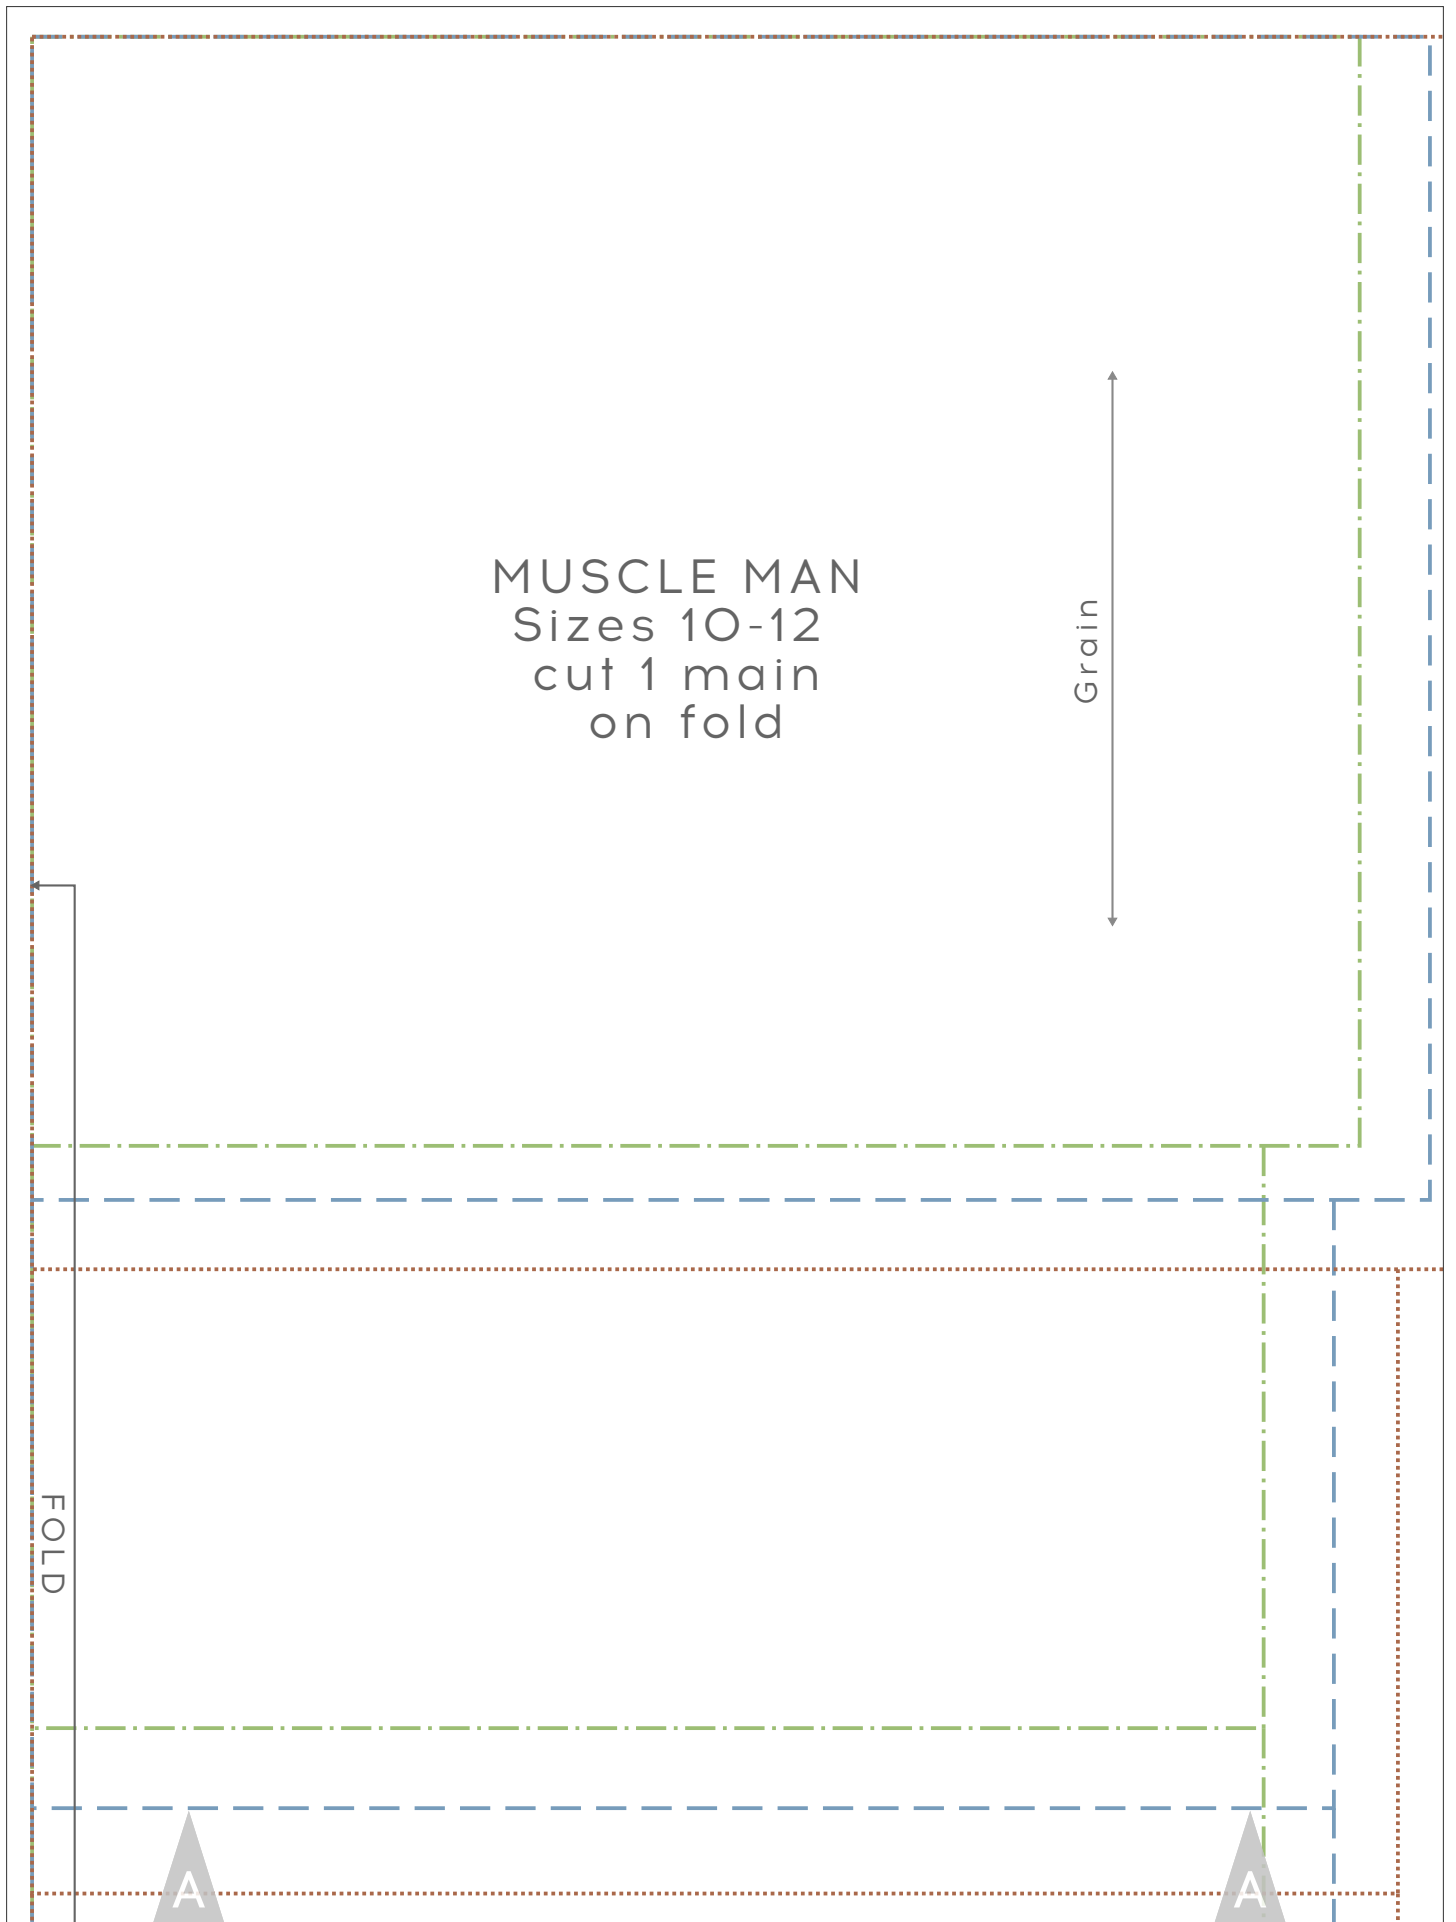 MUSCLE MAN
Sizes 10-12
cut 1 main
on fold
Grain
FOLD
A
A